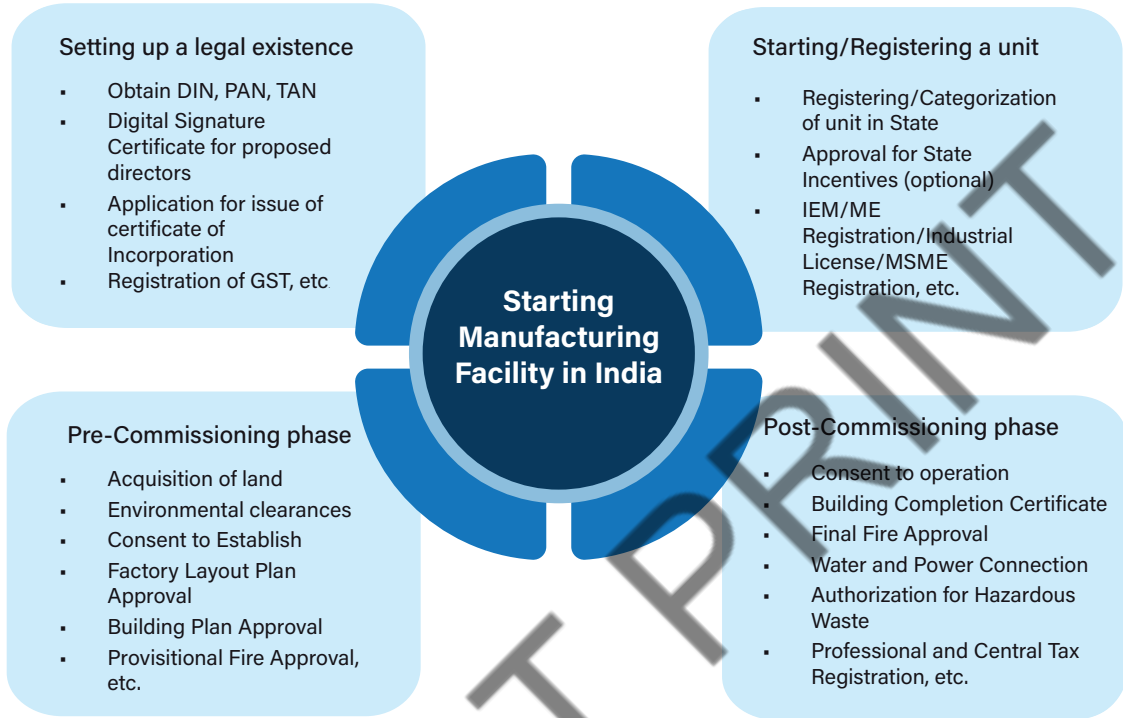 Setting up a legal existence
▪ Obtain DIN, PAN, TAN
▪ Digital Signature
Certificate for proposed
directors
▪ Application for issue of
certificate of
Incorporation
▪ Registration of GST, etc.
Starting/Registering a unit
▪ Registering/Categorization
of unit in State
▪ Approval for State
Incentives (optional)
▪ IEM/ME
Registration/Industrial
License/MSME
Registration, etc.
Starting
Manufacturing
Facility in India
Pre-Commissioning phase
▪ Acquisition of land
▪ Environmental clearances
▪ Consent to Establish
▪ Factory Layout Plan
Approval
▪ Building Plan Approval
▪ Provisitional Fire Approval,
etc.
Post-Commissioning phase
▪ Consent to operation
▪ Building Completion Certificate
▪ Final Fire Approval
▪ Water and Power Connection
▪ Authorization for Hazardous
Waste
▪ Professional and Central Tax
Registration, etc.
T PRINT